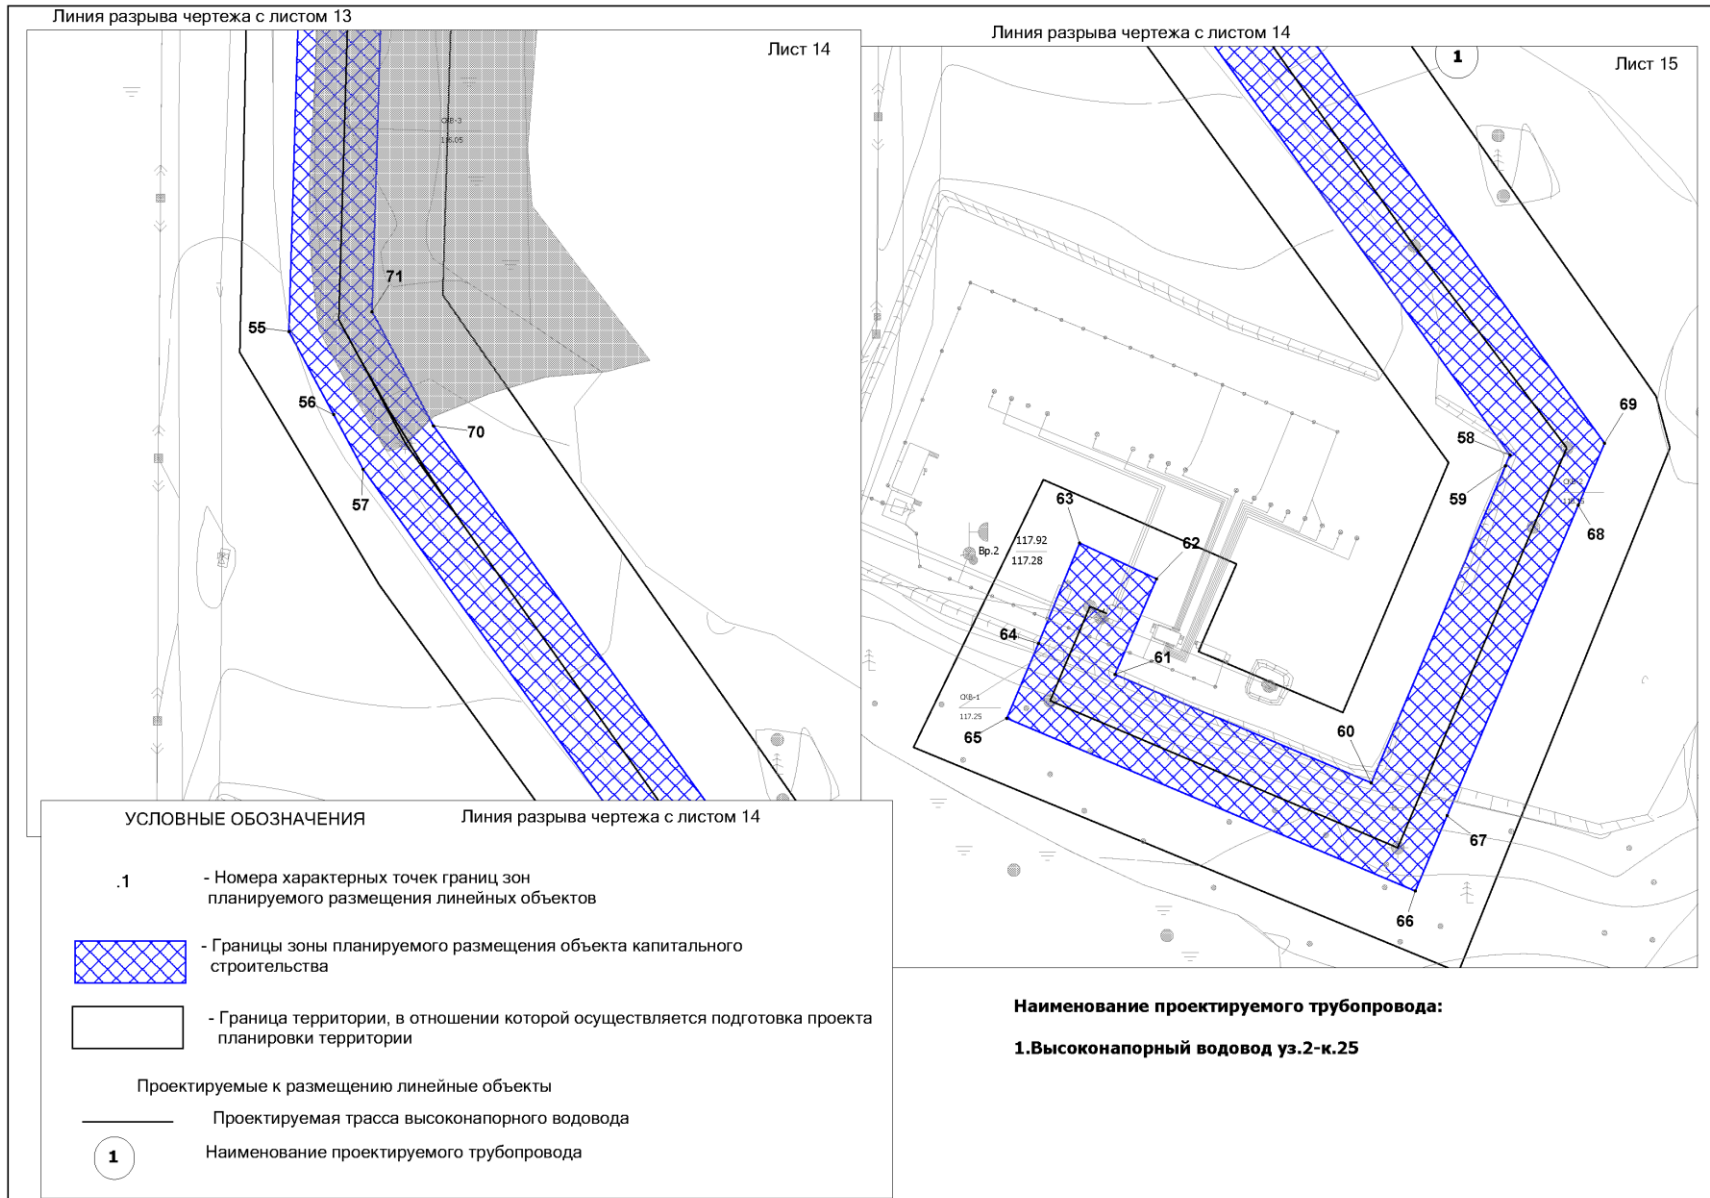 Линия разрыва чертежа с листом 13
Лист 14
71
55
56
70
57
Линия разрыва чертежа с листом 14
1
Лист 15
69
58
59
68
63
62
117.92
Вр.2
117.28
64
61
117.25
65
60
67
66
УСЛОВНЫЕ ОБОЗНАЧЕНИЯ
Линия разрыва чертежа с листом 14
.1
- Номера характерных точек границ зон
планируемого размещения линейных объектов
- Границы зоны планируемого размещения объекта капитального
строительства
- Граница территории, в отношении которой осуществляется подготовка проекта
планировки территории
Проектируемые к размещению линейные объекты
Проектируемая трасса высоконапорного водовода
1
Наименование проектируемого трубопровода
Наименование проектируемого трубопровода:
1.Высоконапорный водовод уз.2-к.25